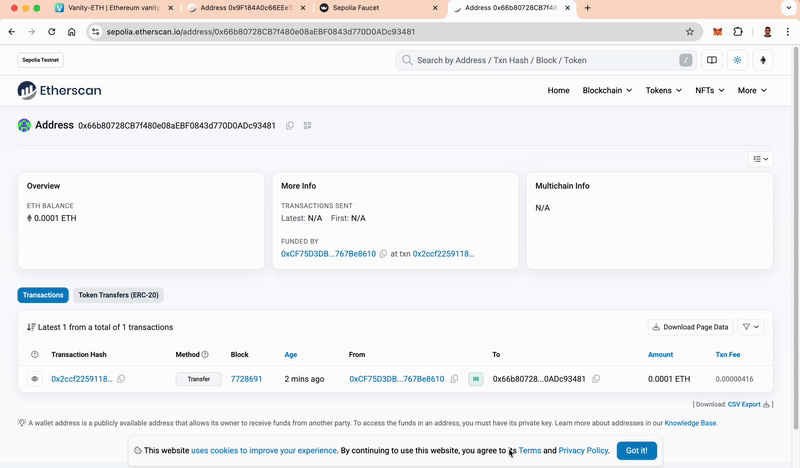 Vanity-ETH | Ethereum vanity
Address 0x9F184A0c66EEe3
Sepolia Faucet
Address 0x66b80728CB7f48
sepolia.etherscan.io/address/0x66b80728CB7f480e08aEBF0843d770D0ADc93481
Sepolia Testnet
Search by Address / Txn Hash / Block / Token
/
Etherscan
Home Blockchain Tokens NFTs More
Address 0x66b80728CB7f480e08aEBF0843d770D0ADc93481
Overview
ETH BALANCE
0.0001 ETH
More Info
TRANSACTIONS SENT
Latest: N/A First: N/A
FUNDED BY
0xCF75D3DB...767Be8610 at txn 0x2ccf2259118...
Multichain Info
N/A
Transactions Token Transfers (ERC-20)
Latest 1 from a total of 1 transactions
Download Page Data
Transaction Hash Method Block Age From To Amount Txn Fee
0x2ccf2259118... Transfer 7728691 2 mins ago 0xCF75D3DB...767Be8610 IN 0x66b80728...0ADc93481 0.0001 ETH 0.00000416
[ Download: CSV Export ]
A wallet address is a publicly available address that allows its owner to receive funds from another party. To access the funds in an address, you must have its private key. Learn more about addresses in our Knowledge Base.
This website uses cookies to improve your experience. By continuing to use this website, you agree to its Terms and Privacy Policy.
Got it!